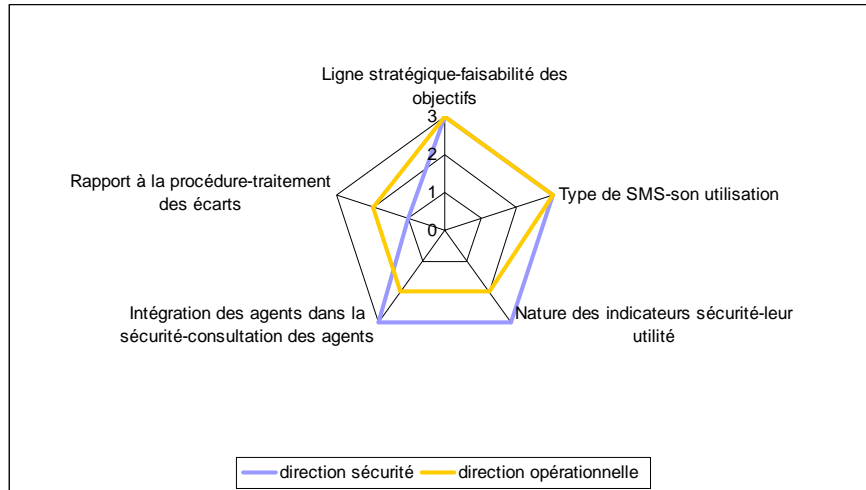 Ligne stratégique-faisabilité des
objectifs
3
2
1
0
Type de SMS-son utilisation
Nature des indicateurs sécurité-leur
utilité
Intégration des agents dans la
sécurité-consultation des agents
Rapport à la procédure-traitement
des écarts
direction sécurité
direction opérationnelle